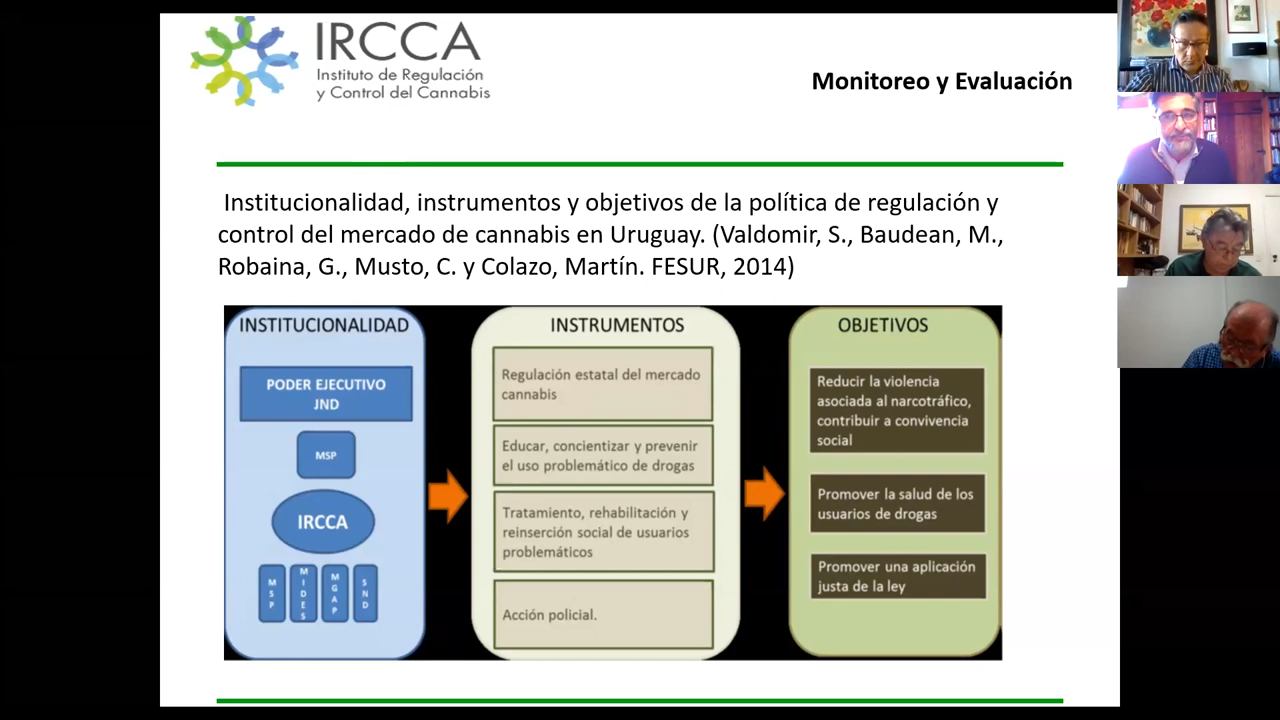 IRCCA
Instituto de Regulación
y Control del Cannabis
Monitoreo y Evaluación
Institucionalidad, instrumentos y objetivos de la política de regulación y
control del mercado de cannabis en Uruguay. (Valdomir, S., Baudean, M.,
Robaina, G., Musto, C. y Colazo, Martín. FESUR, 2014)
INSTITUCIONALIDAD
PODER EJECUTIVO
JND
MSP
IRCCA
MSP
MIDES
MGAP
SND
INSTRUMENTOS
Regulación estatal del mercado
cannabis
Educar, concientizar y prevenir
el uso problemático de drogas
Tratamiento, rehabilitación y
reinserción social de usuarios
problemáticos
Acción policial.
OBJETIVOS
Reducir la violencia
asociada al narcotráfico,
contribuir a convivencia
social
Promover la salud de los
usuarios de drogas
Promover una aplicación
justa de la ley